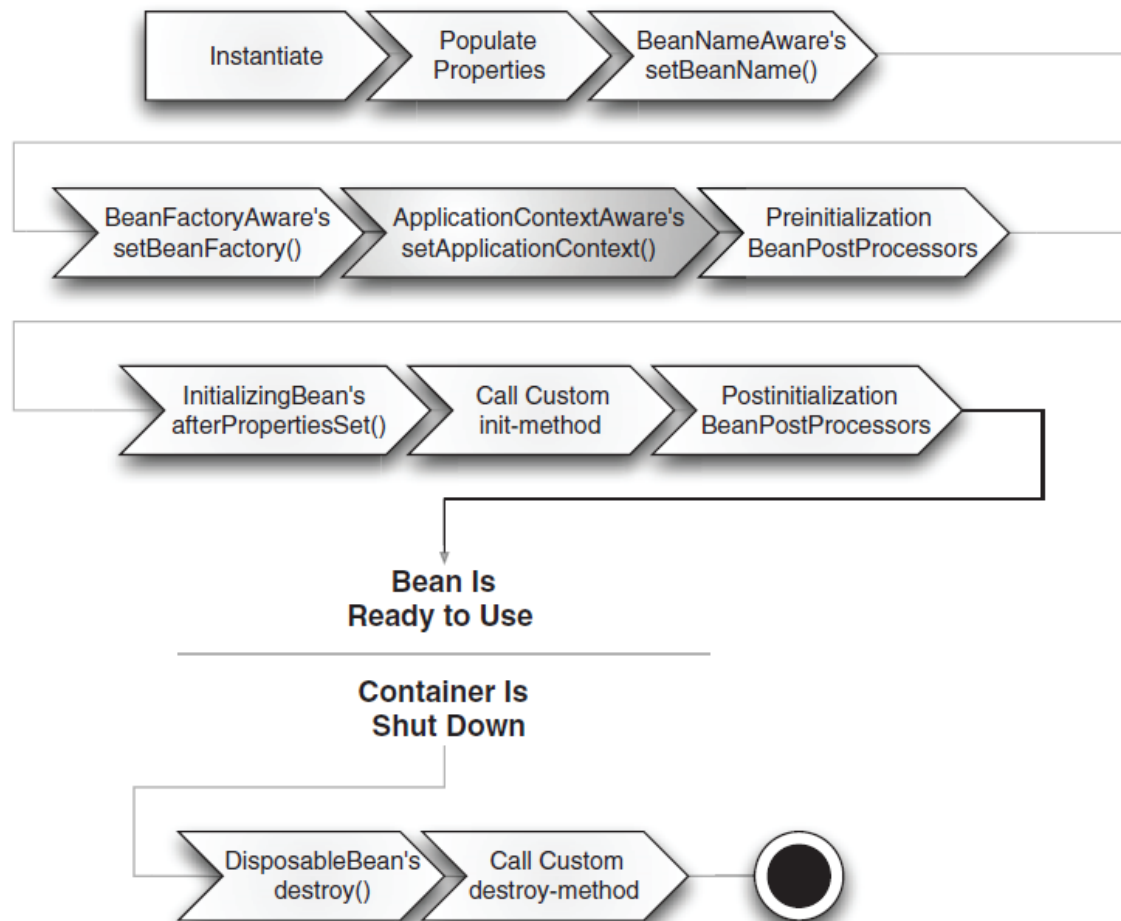 Instantiate
Populate
Properties
BeanNameAware's
setBeanName()
BeanFactoryAware's
setBeanFactory()
ApplicationContextAware's
setApplicationContext()
Preinitialization
BeanPostProcessors
InitializingBean's
afterPropertiesSet()
Call Custom
init-method
Postinitialization
BeanPostProcessors
Bean Is
Ready to Use
Container Is
Shut Down
DisposableBean's
destroy()
Call Custom
destroy-method